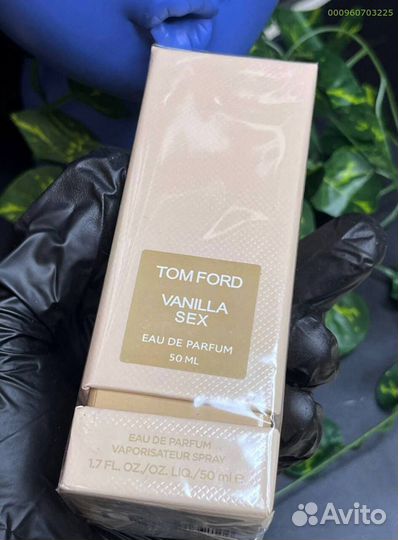 000960703225
TOM FORD
VANILLA
SEX
EAU DE PARFUM
50 ML
EAU DE PARFUM
VAPORISATEUR SPRAY
1.7 FL. OZ./OZ. LIQ./50 ml e
Avito